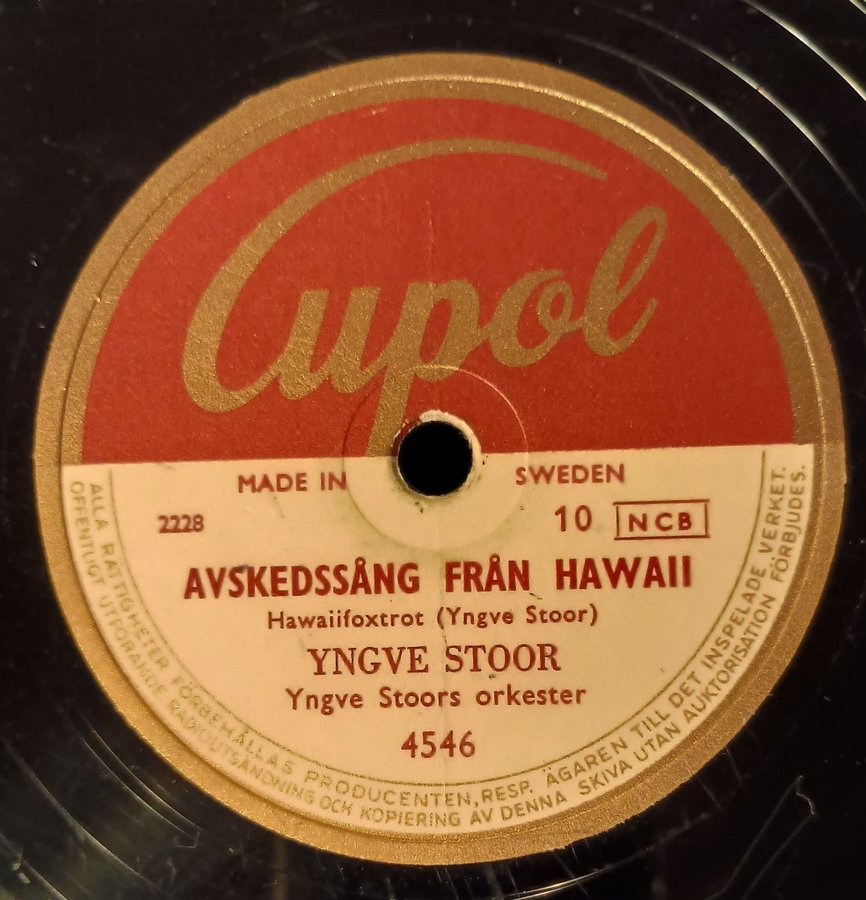 Cupol
MADE IN SWEDEN
2228
10 NCB
AVSKEDSSÅNG FRÅN HAWAII
Hawaiifoxtrot (Yngve Stoor)
YNGVE STOOR
Yngve Stoors orkester
4546
ALLA RÄTTIGHETER FÖRBEHÅLLAS PRODUCENTEN, RESP. ÄGAREN TILL DET INSPELADE VERKET.
OFFENTLIGT UTFÖRANDE RADIOUTSÄNDNING OCH KOPIERING AV DENNA SKIVA UTAN AUKTORISATION FÖRBJUDES.